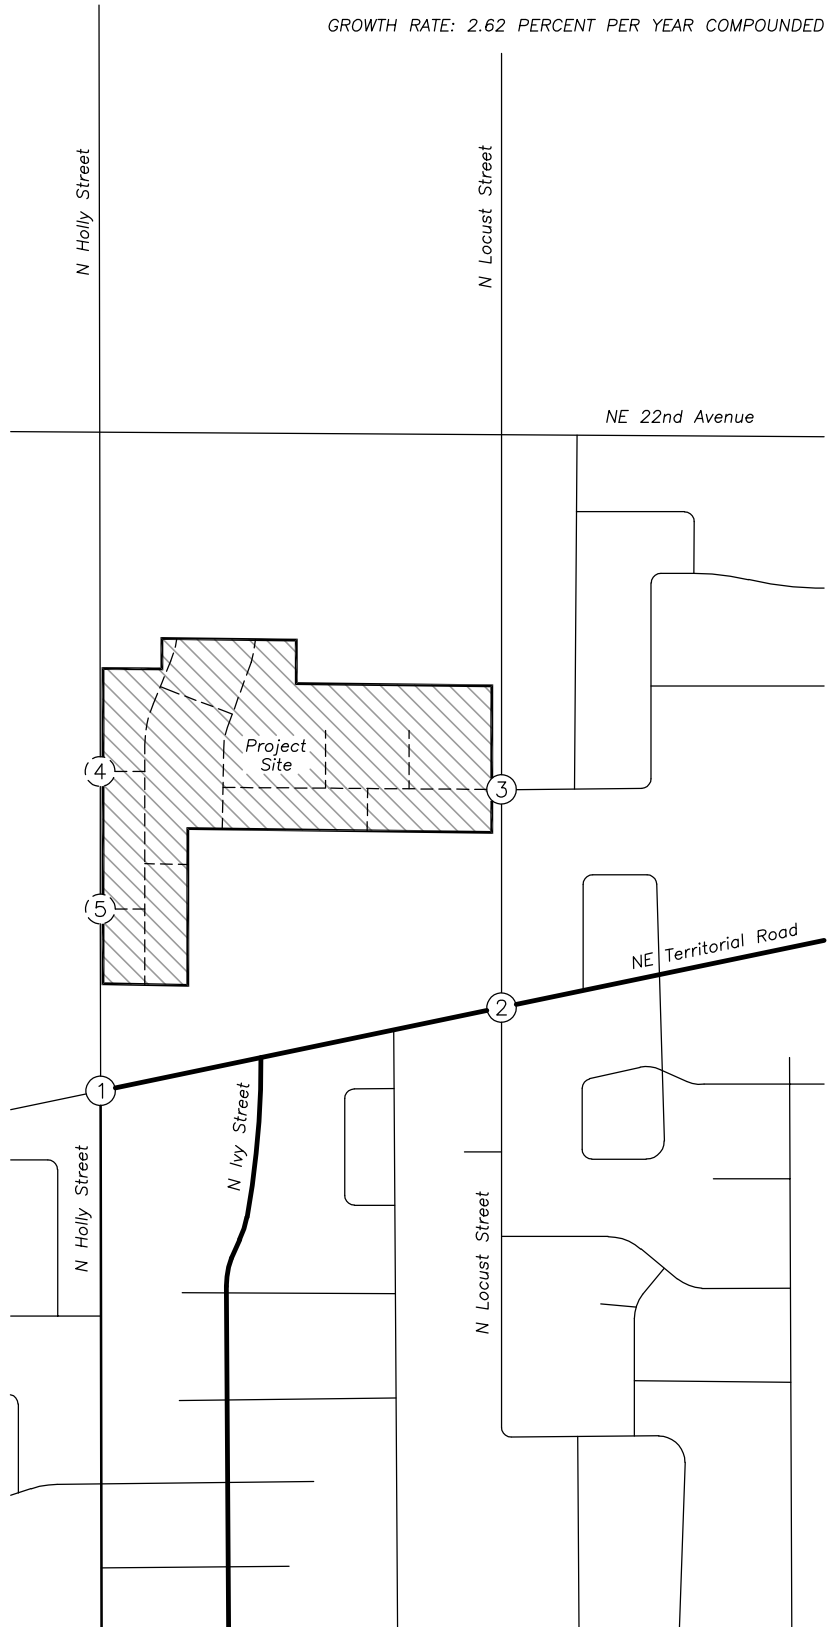 GROWTH RATE: 2.62 PERCENT PER YEAR COMPOUNDED
N Holly Street
N Locust Street
NE 22nd Avenue
Project
Site
4
3
5
NE Territorial Road
2
1
N Ivy Street
N Holly Street
N Locust Street